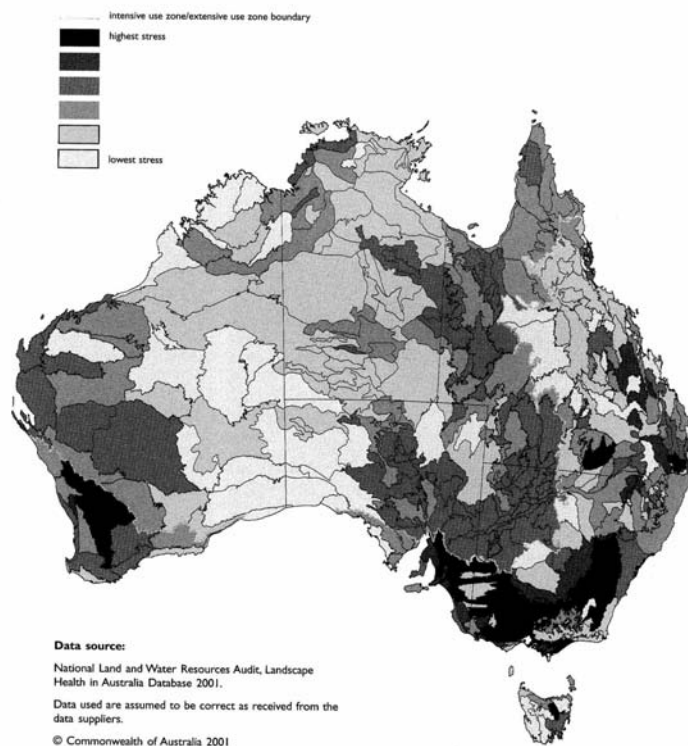 intensive use zone/extensive use zone boundary
highest stress
lowest stress
Data source:
National Land and Water Resources Audit, Landscape
Health in Australia Database 2001.
Data used are assumed to be correct as received from the
data suppliers.
© Commonwealth of Australia 2001